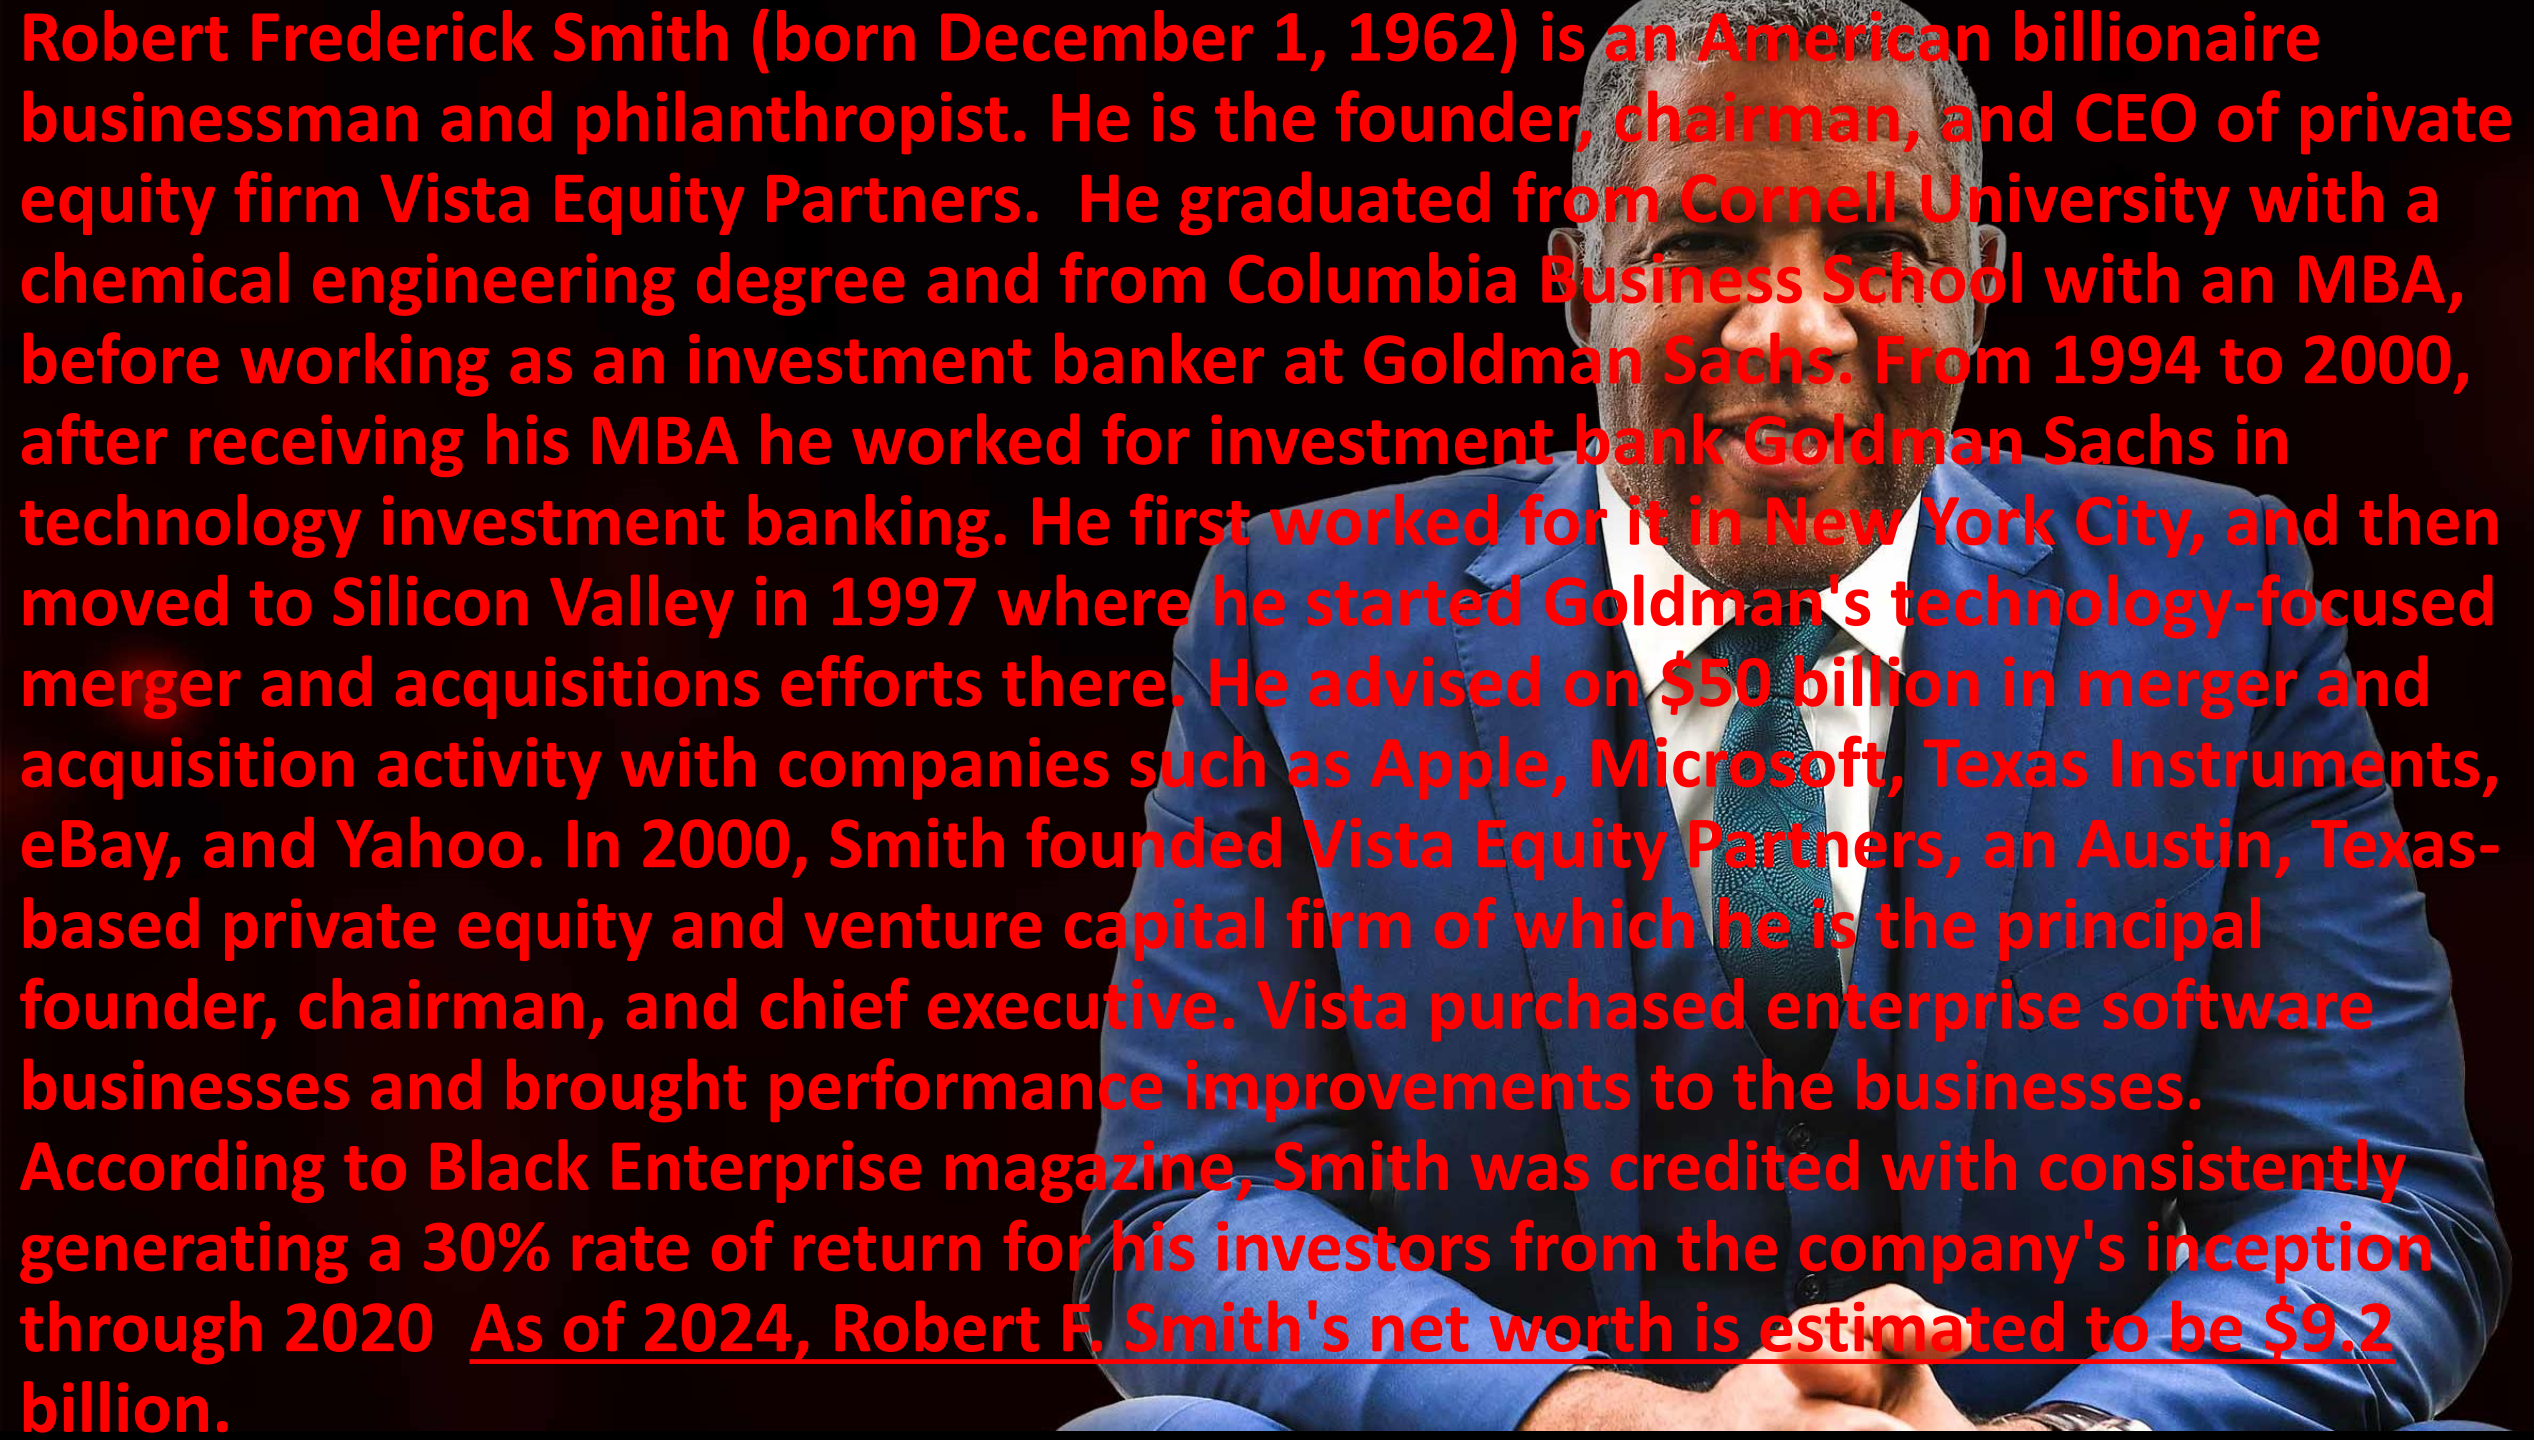 Robert Frederick Smith (born December 1, 1962) is an American billionaire
businessman and philanthropist. He is the founder, chairman, and CEO of private
equity firm Vista Equity Partners.  He graduated from Cornell University with a
chemical engineering degree and from Columbia Business School with an MBA,
before working as an investment banker at Goldman Sachs. From 1994 to 2000,
after receiving his MBA he worked for investment bank Goldman Sachs in
technology investment banking. He first worked for it in New York City, and then
moved to Silicon Valley in 1997 where he started Goldman's technology-focused
merger and acquisitions efforts there. He advised on $50 billion in merger and
acquisition activity with companies such as Apple, Microsoft, Texas Instruments,
eBay, and Yahoo. In 2000, Smith founded Vista Equity Partners, an Austin, Texas-
based private equity and venture capital firm of which he is the principal
founder, chairman, and chief executive. Vista purchased enterprise software
businesses and brought performance improvements to the businesses.
According to Black Enterprise magazine, Smith was credited with consistently
generating a 30% rate of return for his investors from the company's inception
through 2020  As of 2024, Robert F. Smith's net worth is estimated to be $9.2
billion.